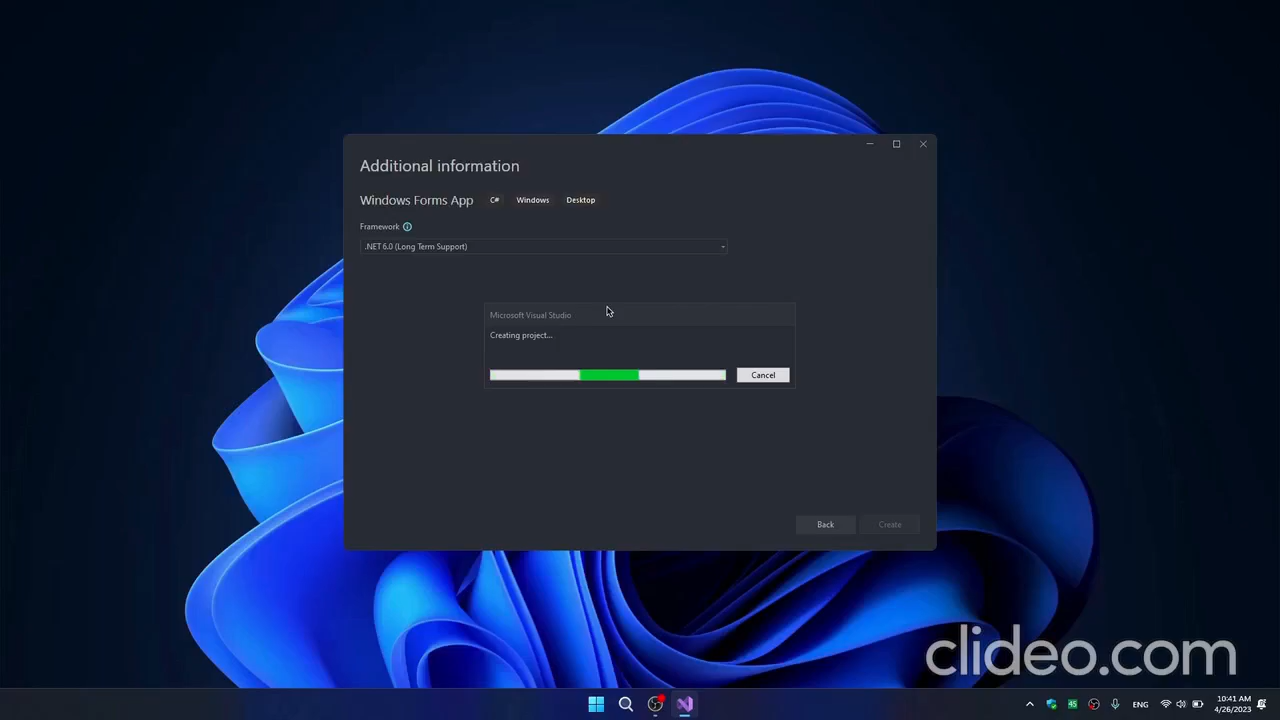 Additional information
Windows Forms App C# Windows Desktop
Framework
.NET 6.0 (Long Term Support)
Microsoft Visual Studio
Creating project...
Cancel
Back Create
clideo.com
45 ENG 10:41 AM
4/26/2023